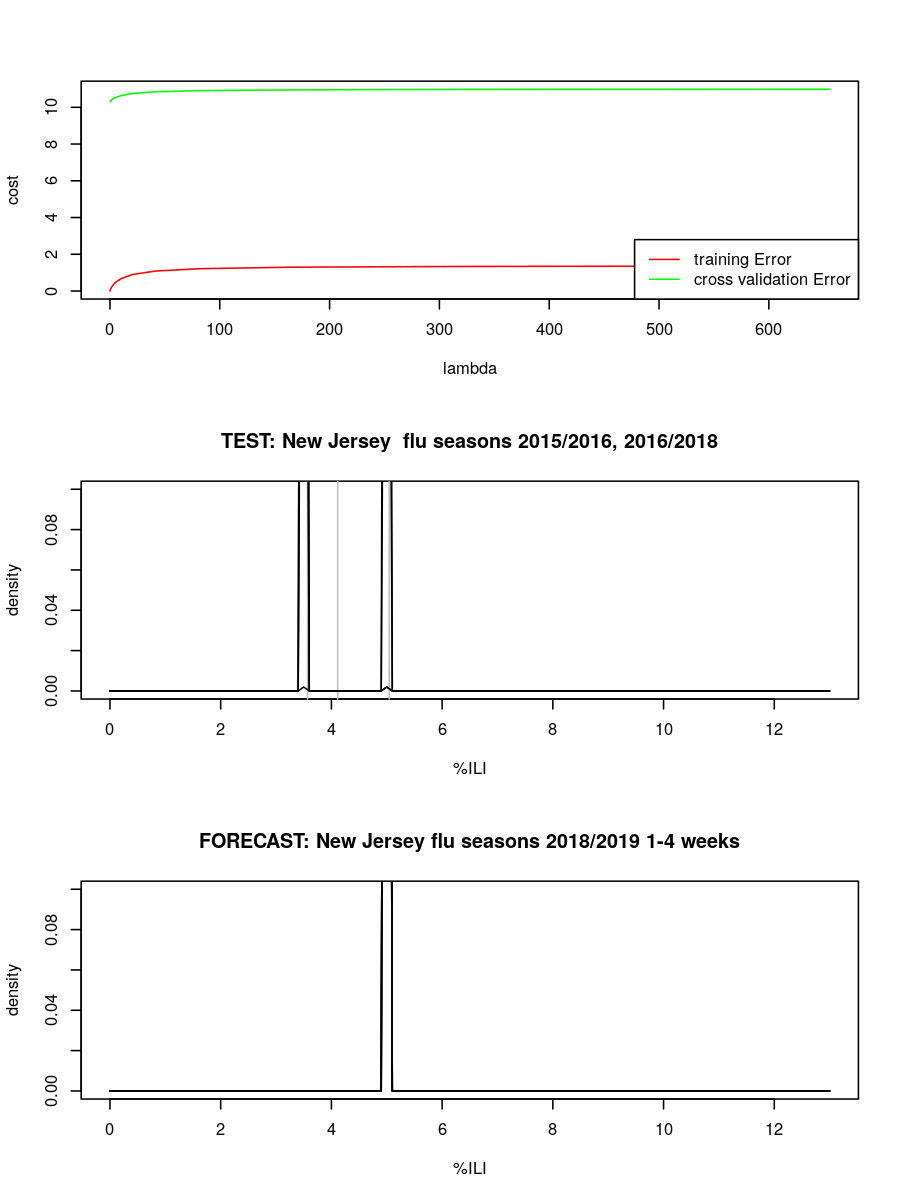 cost
10
8
6
4
2
0
training Error
cross validation Error
0 100 200 300 400 500 600
lambda
TEST: New Jersey  flu seasons 2015/2016, 2016/2018
density
0.08
0.04
0.00
0 2 4 6 8 10 12
%ILI
FORECAST: New Jersey flu seasons 2018/2019 1-4 weeks
density
0.08
0.04
0.00
0 2 4 6 8 10 12
%ILI